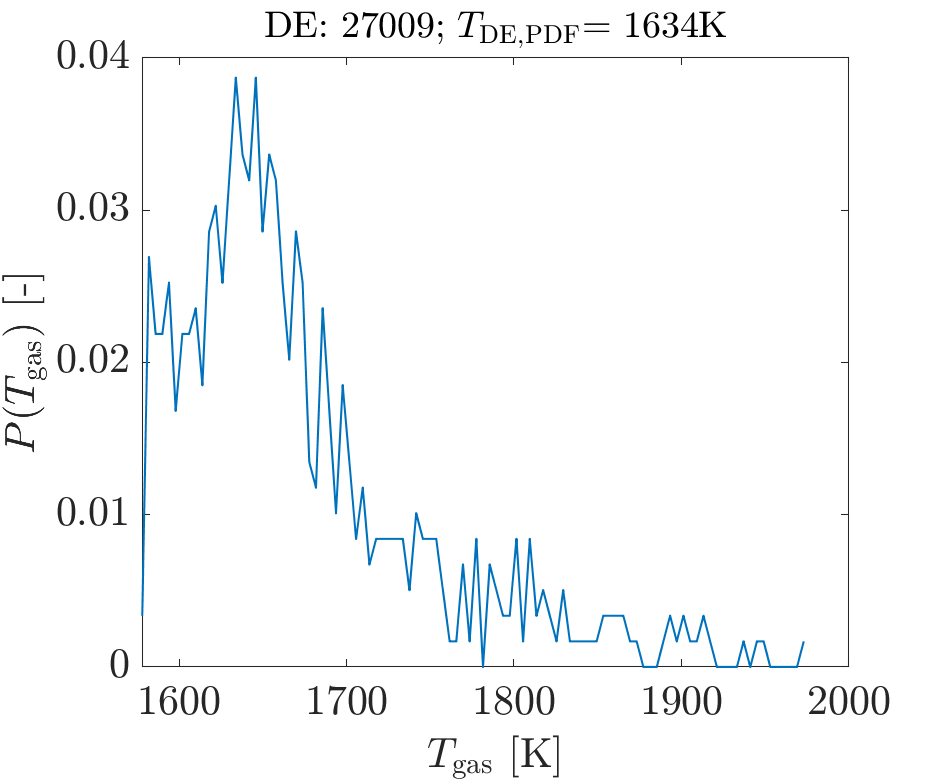 DE: 27009; T_DE,PDF= 1634K
0.04
0.03
0.02
0.01
0
P(T_gas) [-]
1600 1700 1800 1900 2000
T_gas [K]